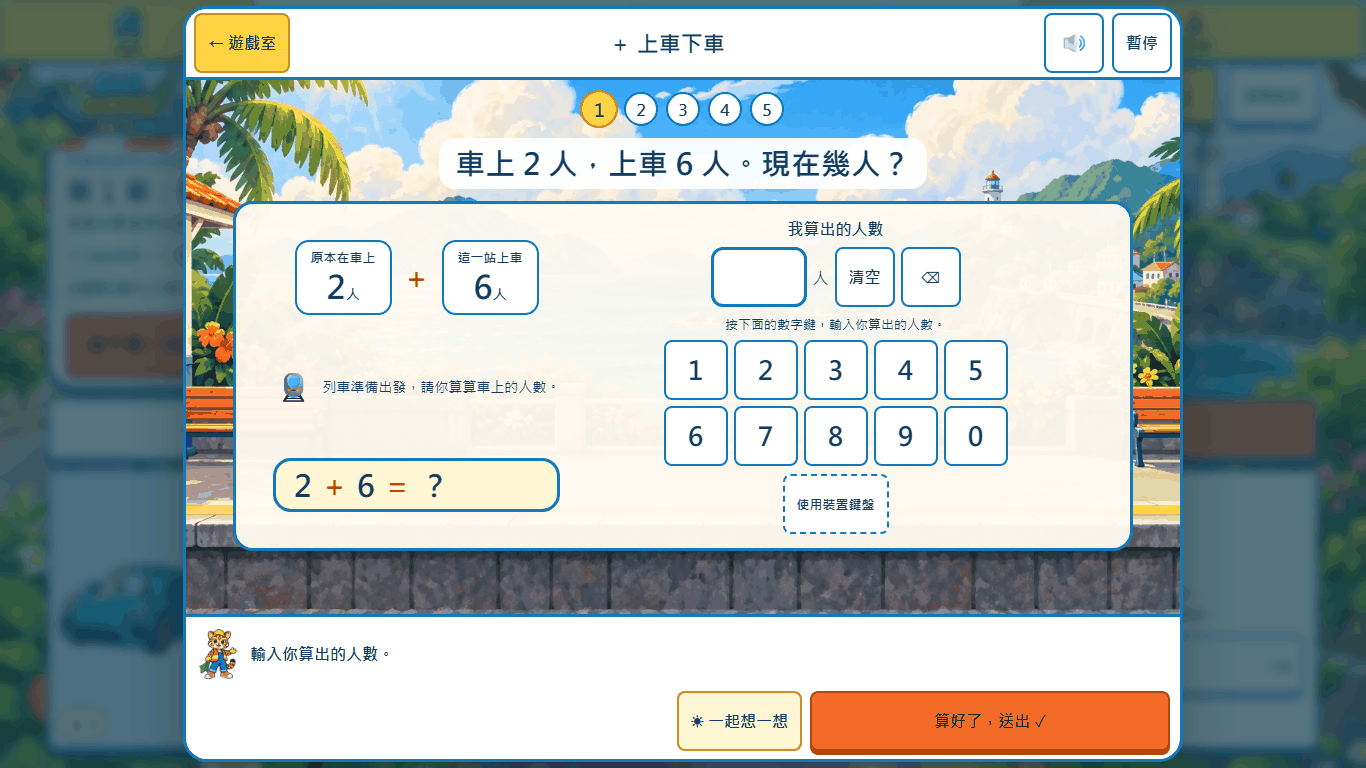 ← 遊戲室
+ 上車下車
暫停
1 2 3 4 5
車上 2 人，上車 6 人。現在幾人？
原本在車上
2人
+
這一站上車
6人
列車準備出發，請你算算車上的人數。
2 + 6 = ?
我算出的人數
人
清空
⌫
按下面的數字鍵，輸入你算出的人數。
1 2 3 4 5
6 7 8 9 0
使用裝置鍵盤
輸入你算出的人數。
☀ 一起想一想
算好了，送出 ✓